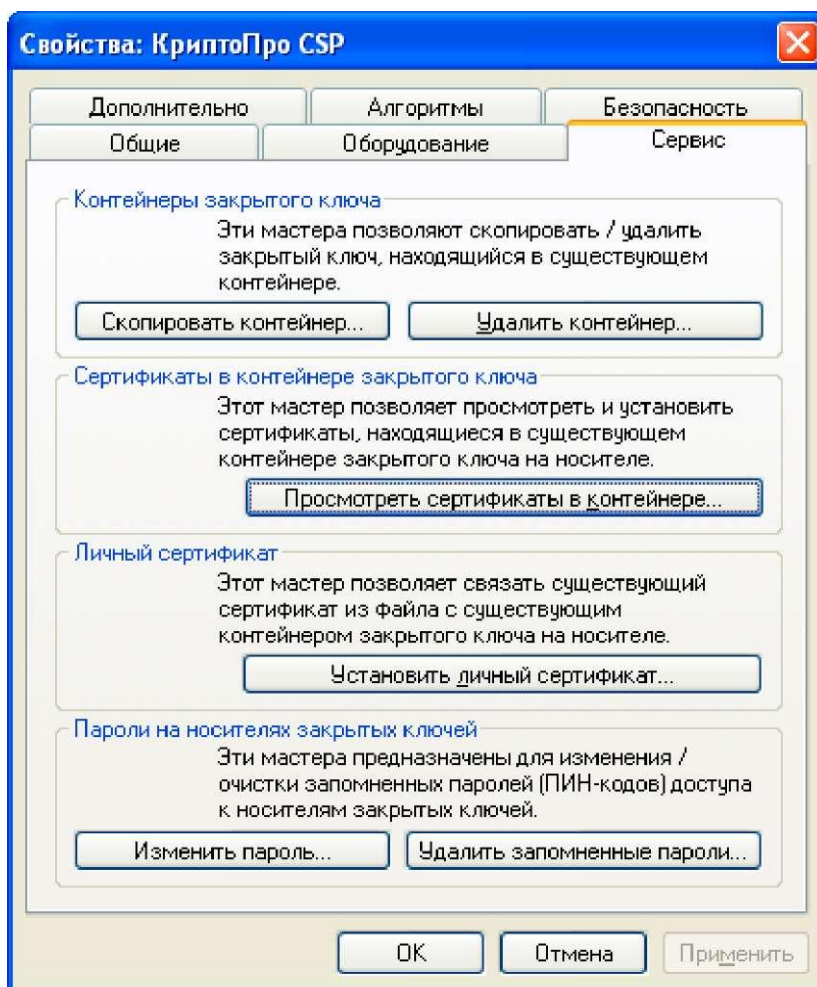 Свойства: КриптоПро CSP
Дополнительно Алгоритмы Безопасность
Общие Оборудование Сервис
Контейнеры закрытого ключа
Эти мастера позволяют скопировать / удалить
закрытый ключ, находящийся в существующем
контейнере.
Скопировать контейнер... Удалить контейнер...
Сертификаты в контейнере закрытого ключа
Этот мастер позволяет просмотреть и установить
сертификаты, находящиеся в существующем
контейнере закрытого ключа на носителе.
Просмотреть сертификаты в контейнере...
Личный сертификат
Этот мастер позволяет связать существующий
сертификат из файла с существующим
контейнером закрытого ключа на носителе.
Установить личный сертификат...
Пароли на носителях закрытых ключей
Эти мастера предназначены для изменения /
очистки запомненных паролей (ПИН-кодов) доступа
к носителям закрытых ключей.
Изменить пароль... Удалить запомненные пароли...
ОК Отмена Применить